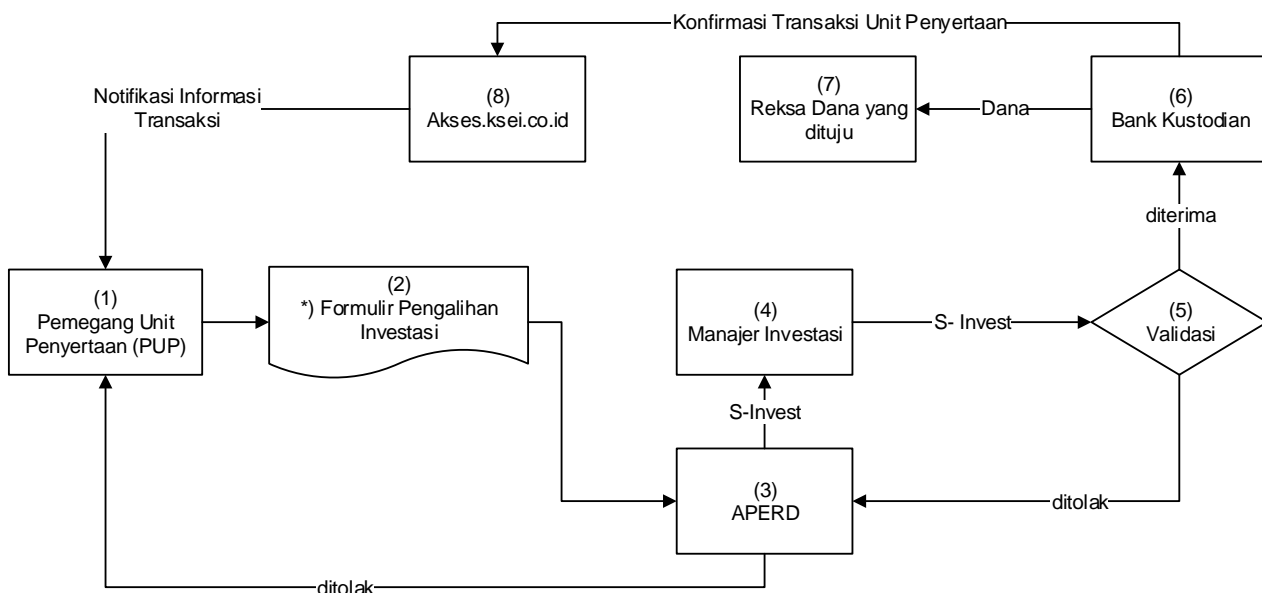 Konfirmasi Transaksi Unit Penyertaan
Notifikasi Informasi
Transaksi
(8)
Akses.ksei.co.id
(7)
Reksa Dana yang
dituju
Dana
(6)
Bank Kustodian
diterima
(1)
Pemegang Unit
Penyertaan (PUP)
(2)
*) Formulir Pengalihan
Investasi
(4)
Manajer Investasi
S- Invest
(5)
Validasi
S-Invest
(3)
APERD
ditolak
ditolak